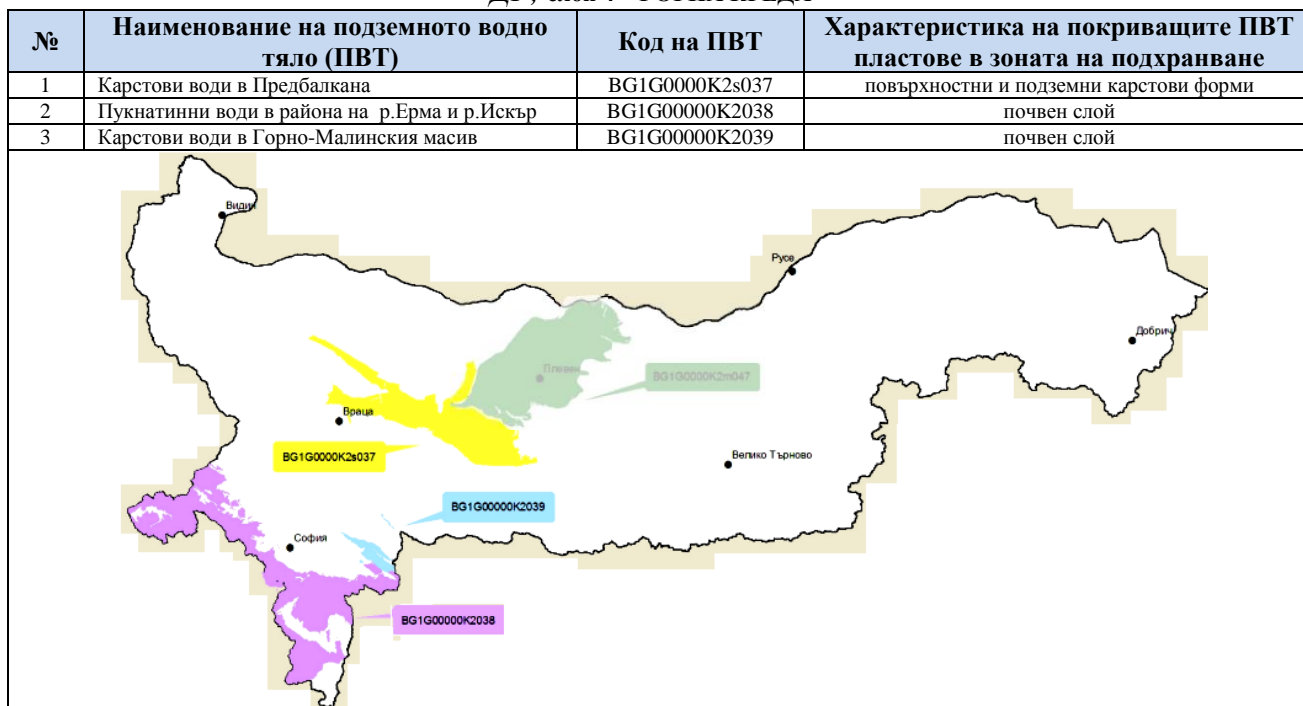 №
Наименование на подземното водно
тяло (ПВТ)
Код на ПВТ
Характеристика на покриващите ПВТ
пластове в зоната на подхранване
1 Карстови води в Предбалкана BG1G0000K2s037 повърхностни и подземни карстови форми
2 Пукнатинни води в района на р.Ерма и р.Искър BG1G00000K2038 почвен слой
3 Карстови води в Горно-Малинския масив BG1G00000K2039 почвен слой
Видин
Русе
Добрич
Плевен
BG1G0000K2m047
Враца
BG1G0000K2s037
Велико Търново
BG1G00000K2039
София
BG1G00000K2038